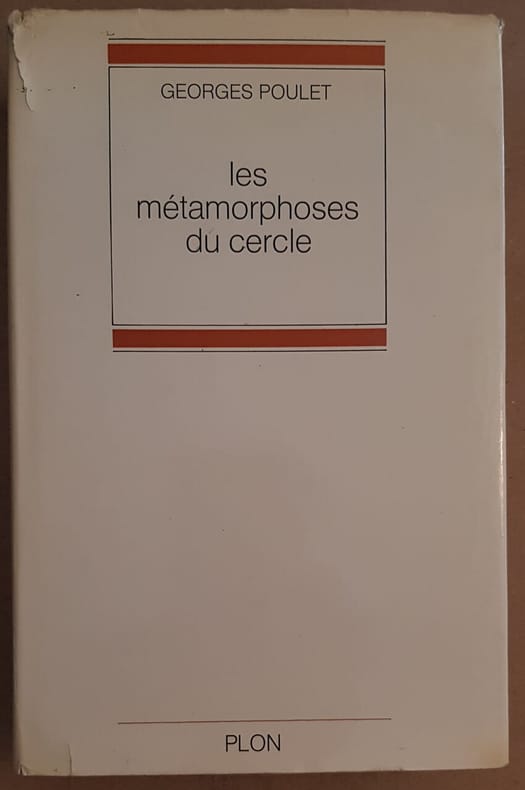 GEORGES POULET
les
métamorphoses
du cercle
PLON